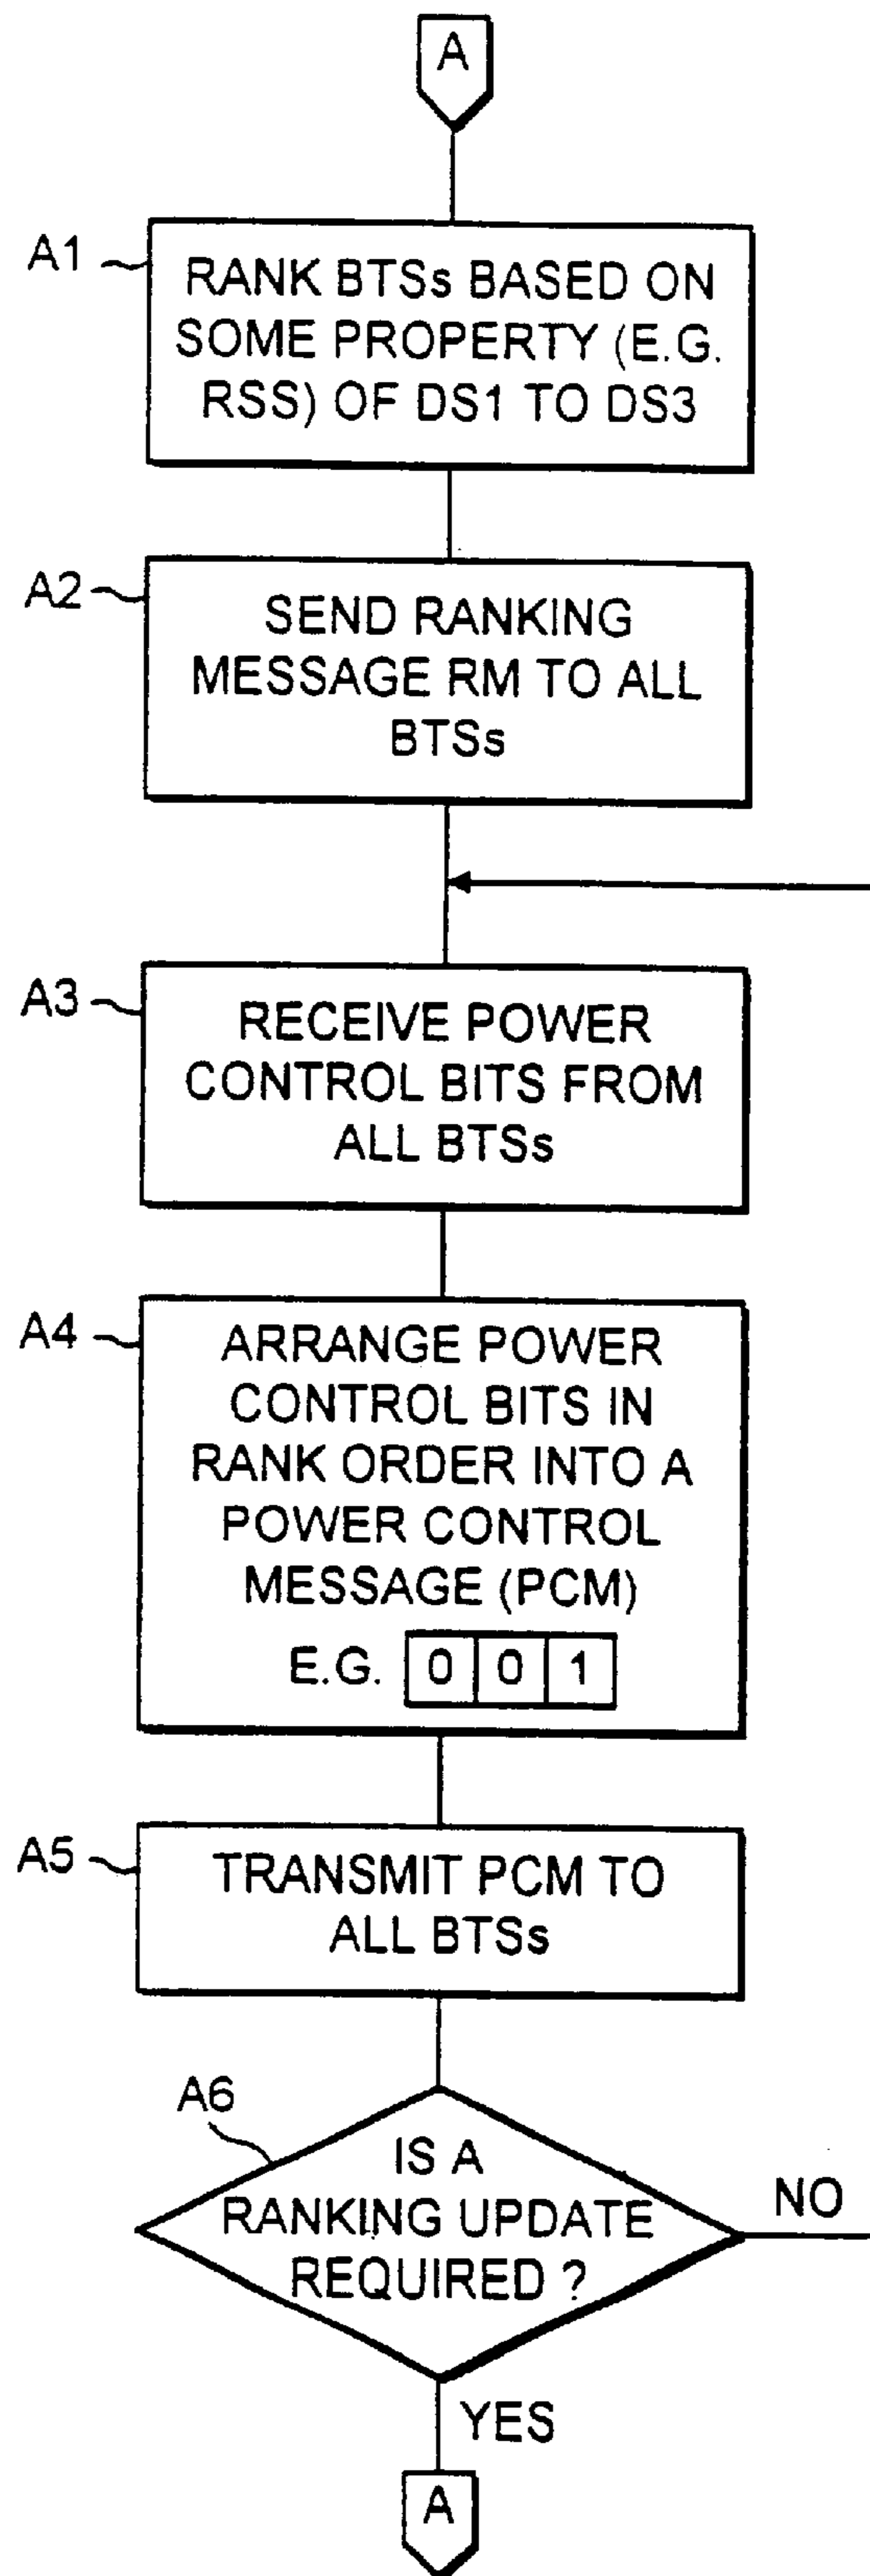 A
A1
RANK BTSs BASED ON
SOME PROPERTY (E.G.
RSS) OF DS1 TO DS3
A2
SEND RANKING
MESSAGE RM TO ALL
BTSs
A3
RECEIVE POWER
CONTROL BITS FROM
ALL BTSs
A4
ARRANGE POWER
CONTROL BITS IN
RANK ORDER INTO A
POWER CONTROL
MESSAGE (PCM)
E.G. 0 0 1
A5
TRANSMIT PCM TO
ALL BTSs
A6
IS A
RANKING UPDATE
REQUIRED ?
NO
YES
A